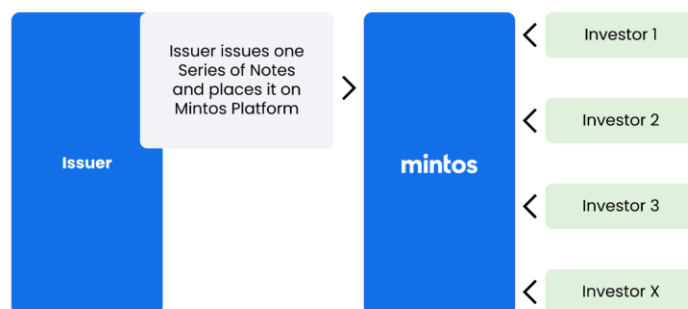 Issuer issues one
Series of Notes
and places it on
Mintos Platform
Issuer
mintos
Investor 1
Investor 2
Investor 3
Investor X